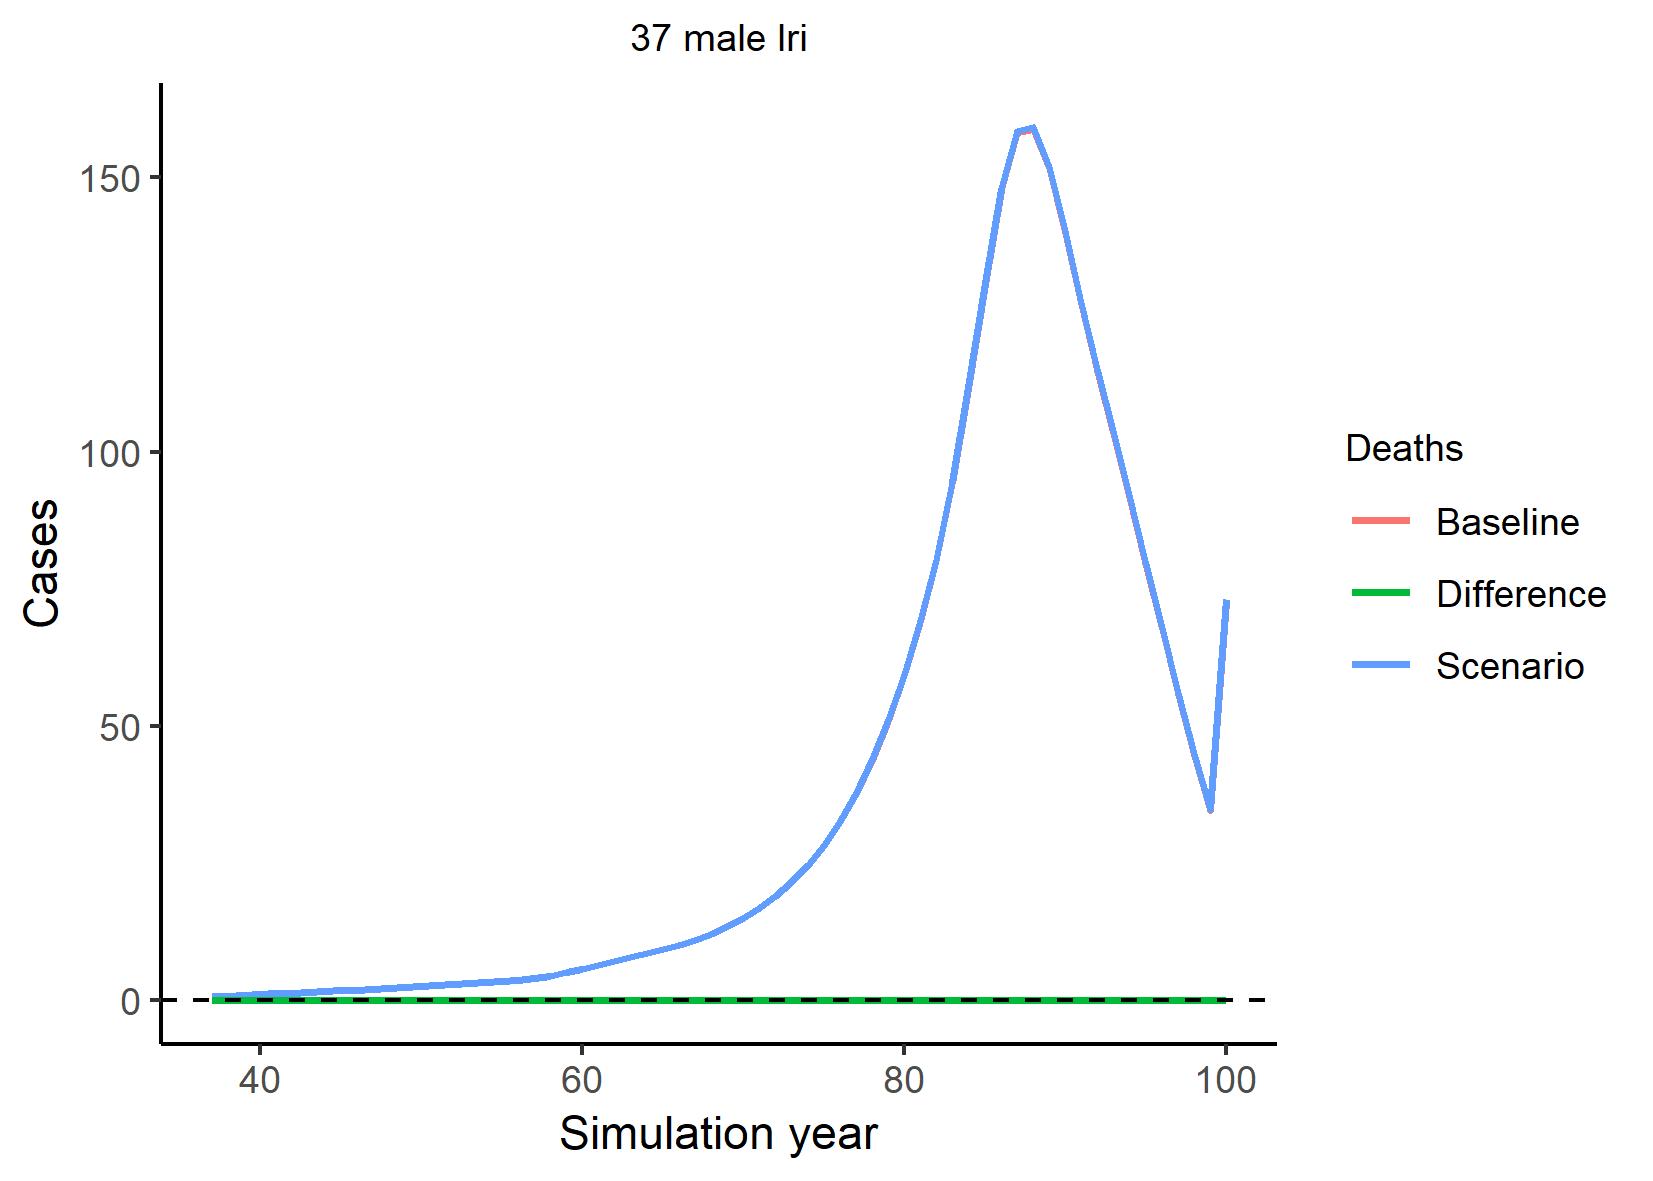 37 male lri
150
100
50
0
Cases
40 60 80 100
Simulation year
Deaths
Baseline
Difference
Scenario